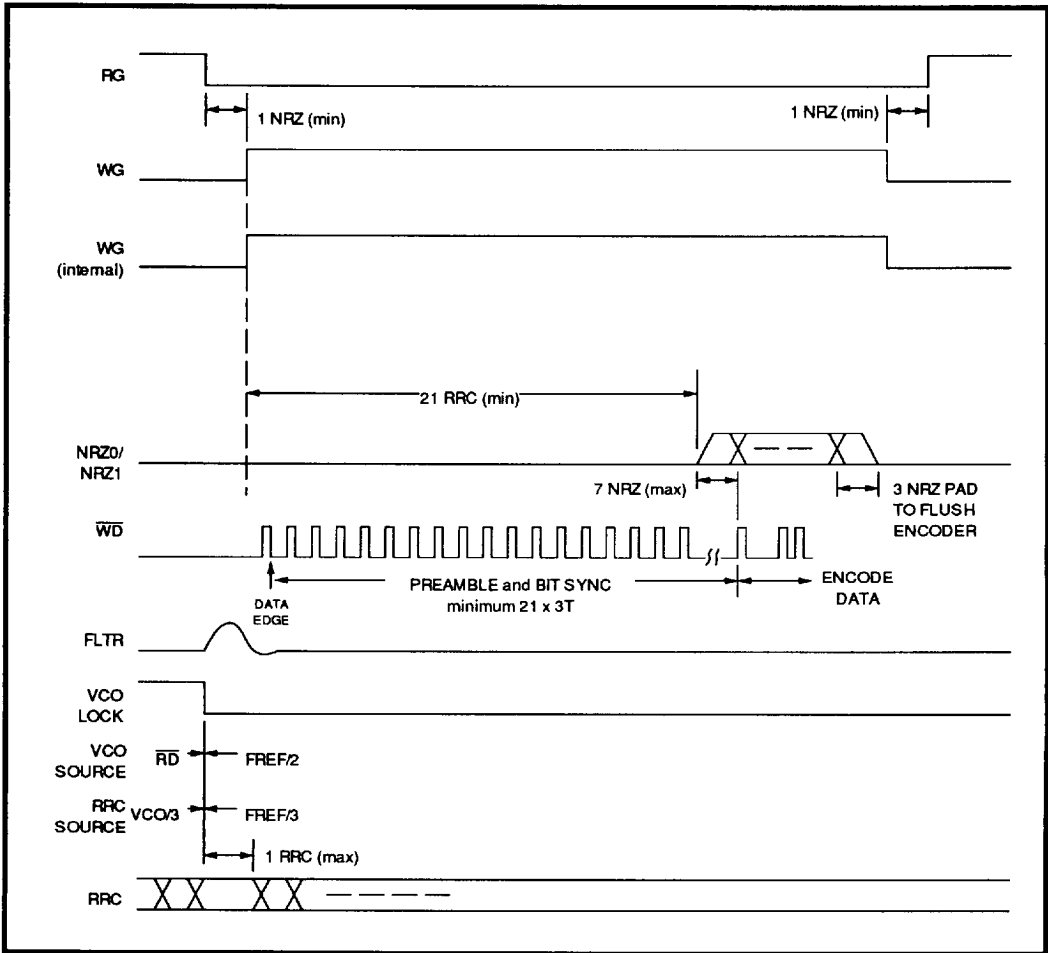 RG
1 NRZ (min)
1 NRZ (min)
WG
WG
(internal)
21 RRC (min)
NRZ0/
NRZ1
7 NRZ (max)
3 NRZ PAD
TO FLUSH
ENCODER
WD
DATA
EDGE
PREAMBLE and BIT SYNC
minimum 21 x 3T
ENCODE
DATA
FLTR
VCO
LOCK
VCO
SOURCE
RD
FREF/2
RRC
SOURCE
VCO/3
FREF/3
1 RRC (max)
RRC